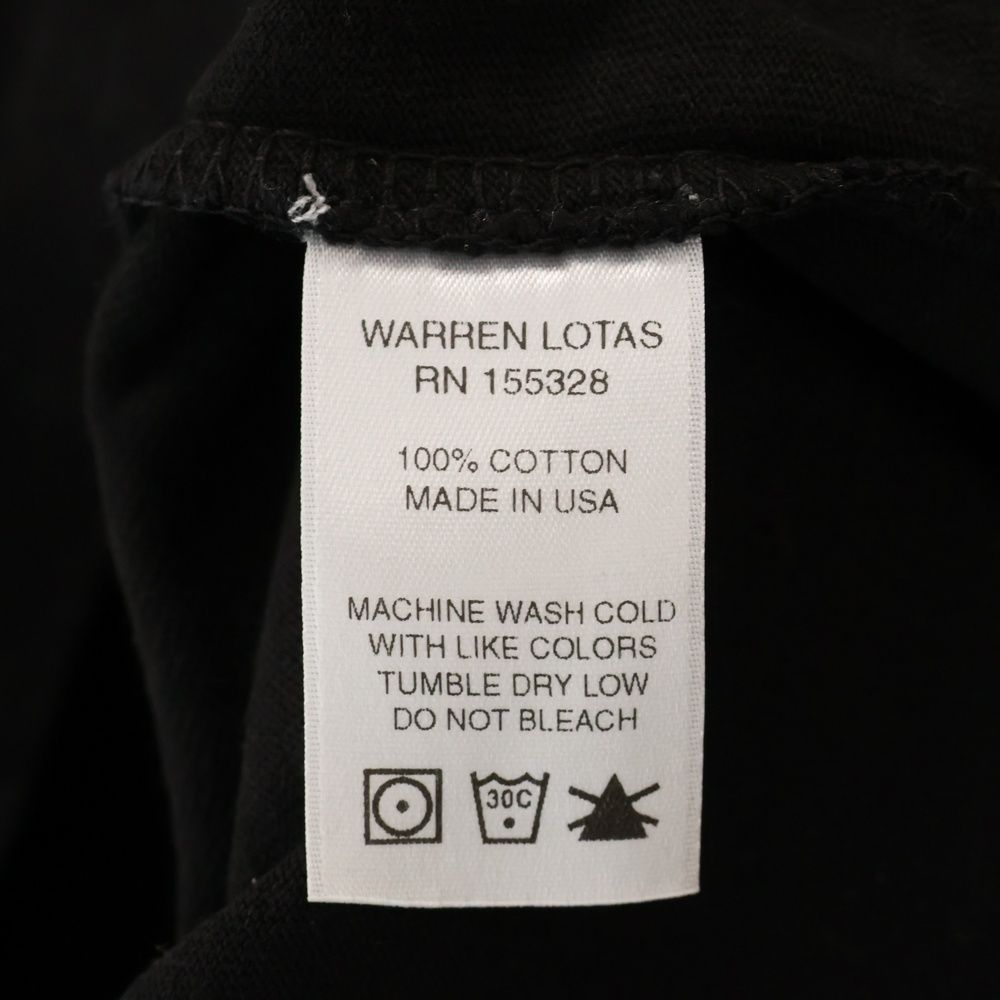 WARREN LOTAS
RN 155328
100% COTTON
MADE IN USA
MACHINE WASH COLD
WITH LIKE COLORS
TUMBLE DRY LOW
DO NOT BLEACH
30C